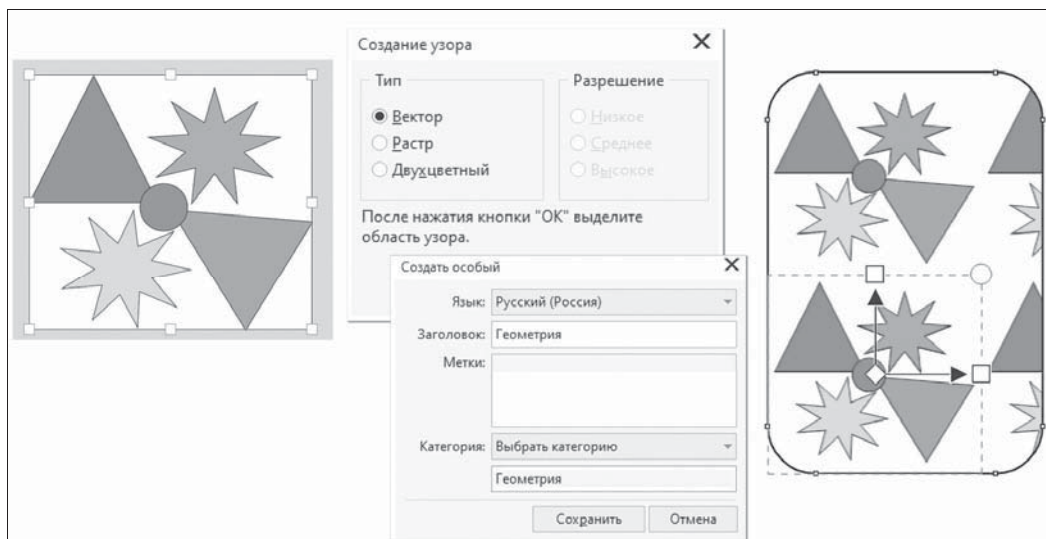 Создание узора
Тип
Вектор
Растр
Двухцветный
Разрешение
Низкое
Среднее
Высокое
После нажатия кнопки "ОК" выделите
область узора.
Создать особый
Язык: Русский (Россия)
Заголовок: Геометрия
Метки:
Категория: Выбрать категорию
Геометрия
Сохранить Отмена